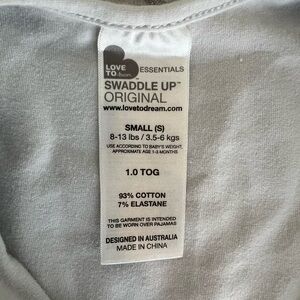 LOVE
TO dream
ESSENTIALS
SWADDLE UP™
ORIGINAL
www.lovetodream.com
SMALL (S)
8-13 lbs / 3.5-6 kgs
USE ACCORDING TO BABY'S WEIGHT,
APPROXIMATE AGE 1-3 MONTHS
1.0 TOG
93% COTTON
7% ELASTANE
THIS GARMENT IS INTENDED
TO BE WORN OVER PAJAMAS
DESIGNED IN AUSTRALIA
MADE IN CHINA